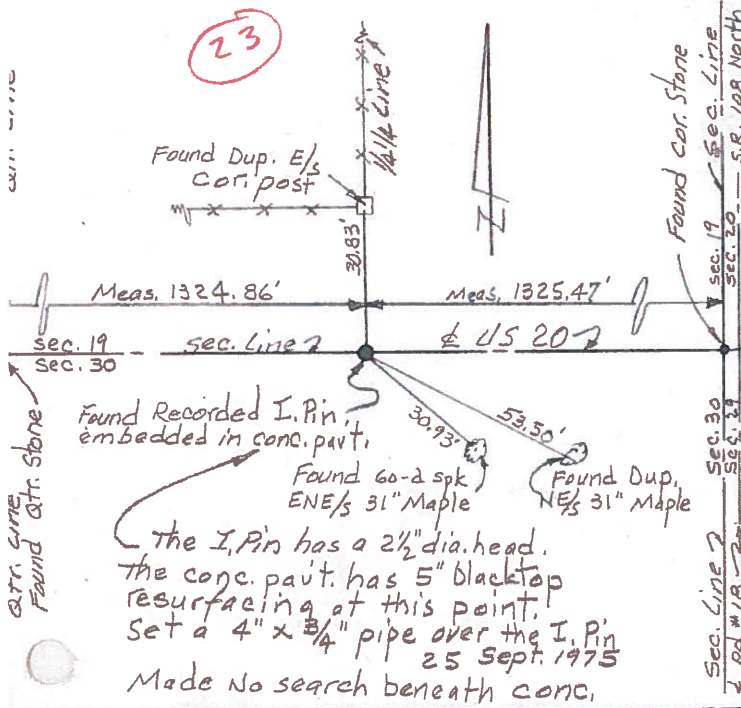 23
1/4 1/4 Line
Found Dup. E/s
Cor. post
30.83'
Found Cor. Stone
Sec. Line
S.R. 108 North
Sec. 19
Sec. 20
Meas. 1324.86'
Meas. 1325.47'
Sec. 19
Sec. 30
Sec. Line
℄ US 20
Qtr. Line
Found Qtr. Stone
Found Recorded I. Pin,
embedded in conc. pavt.
30.93'
53.50'
Found 60-d spk
ENE/s 31" Maple
Found Dup.
NE/s 31" Maple
Sec. 30
Sec. 29
Sec. Line
The I. Pin has a 2½" dia. head.
The conc. pav't. has 5" blacktop
resurfacing at this point.
Set a 4" x 3/4" pipe over the I. Pin
25 Sept. 1975
Made No search beneath conc.